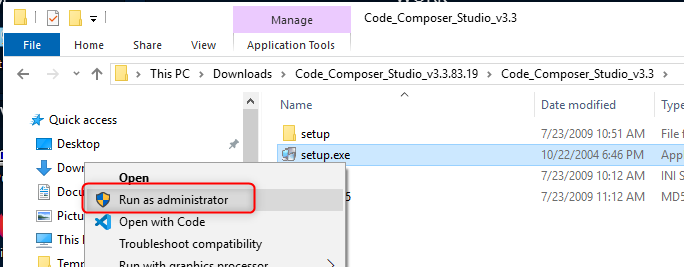 Manage
Code_Composer_Studio_v3.3
File
Home
Share
View
Application Tools
This PC > Downloads > Code_Composer_Studio_v3.3.83.19 > Code_Composer_Studio_v3.3 >
Name
Date modified
Quick access
setup
7/23/2009 10:51 AM
File f
Desktop
setup.exe
10/22/2004 6:46 PM
App
7/23/2009 10:12 AM
INI S
5
7/23/2009 11:12 AM
MD5
Down
Docu
Pictur
This
Temp
Open
Run as administrator
Open with Code
Troubleshoot compatibility
Run with graphics processor